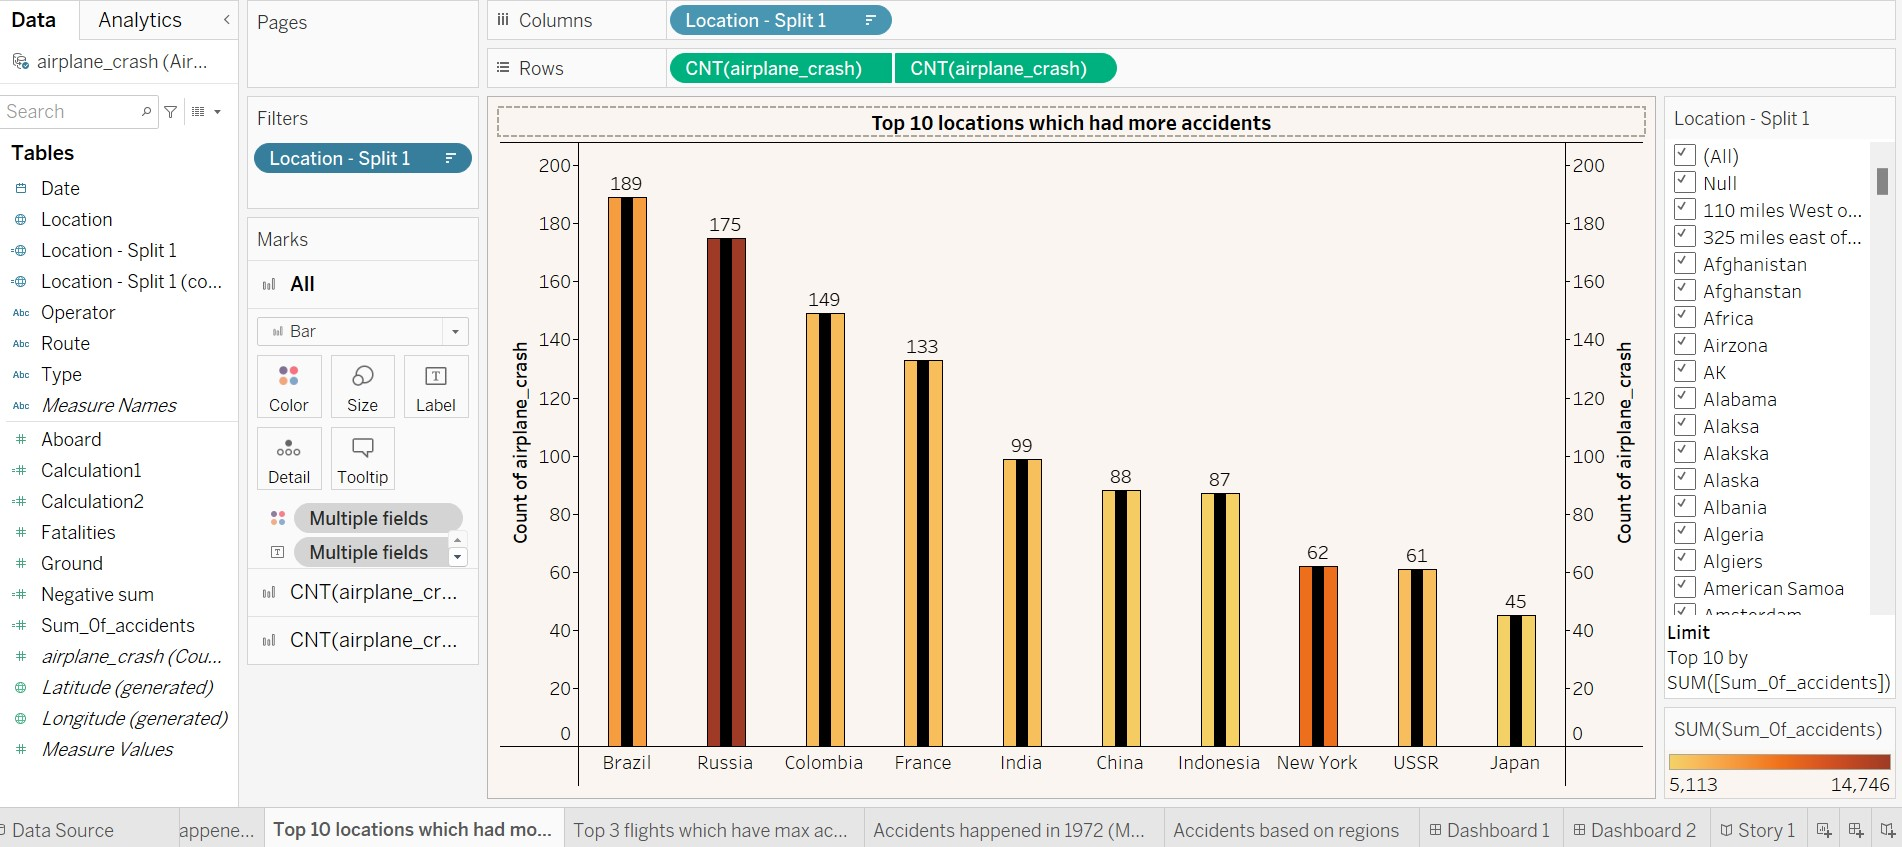 Data
Analytics
airplane_crash (Air...
Search
Tables
Date
Location
Location - Split 1
Location - Split 1 (co...
Abc Operator
Abc Route
Abc Type
Abc Measure Names
Aboard
Calculation1
Calculation2
Fatalities
Ground
Negative sum
Sum_Of_accidents
airplane_crash (Cou...
Latitude (generated)
Longitude (generated)
Measure Values
Pages
Filters
Location - Split 1
Marks
All
Bar
Color
Size
Label
Detail
Tooltip
Multiple fields
Multiple fields
CNT(airplane_cr...
CNT(airplane_cr...
Columns
Location - Split 1
Rows
CNT(airplane_crash)
CNT(airplane_crash)
Top 10 locations which had more accidents
Count of airplane_crash
200
180
160
140
120
100
80
60
40
20
0
189
175
149
133
99
88
87
62
61
45
Brazil
Russia
Colombia
France
India
China
Indonesia
New York
USSR
Japan
200
180
160
140
120
100
80
60
40
20
0
Count of airplane_crash
Location - Split 1
(All)
Null
110 miles West o...
325 miles east of...
Afghanistan
Afghanstan
Africa
Airzona
AK
Alabama
Alaksa
Alakska
Alaska
Albania
Algeria
Algiers
American Samoa
Amsterdam
Limit
Top 10 by
SUM([Sum_Of_accidents])
SUM(Sum_Of_accidents)
5,113
14,746
Data Source
appene...
Top 10 locations which had mo...
Top 3 flights which have max ac...
Accidents happened in 1972 (M...
Accidents based on regions
Dashboard 1
Dashboard 2
Story 1